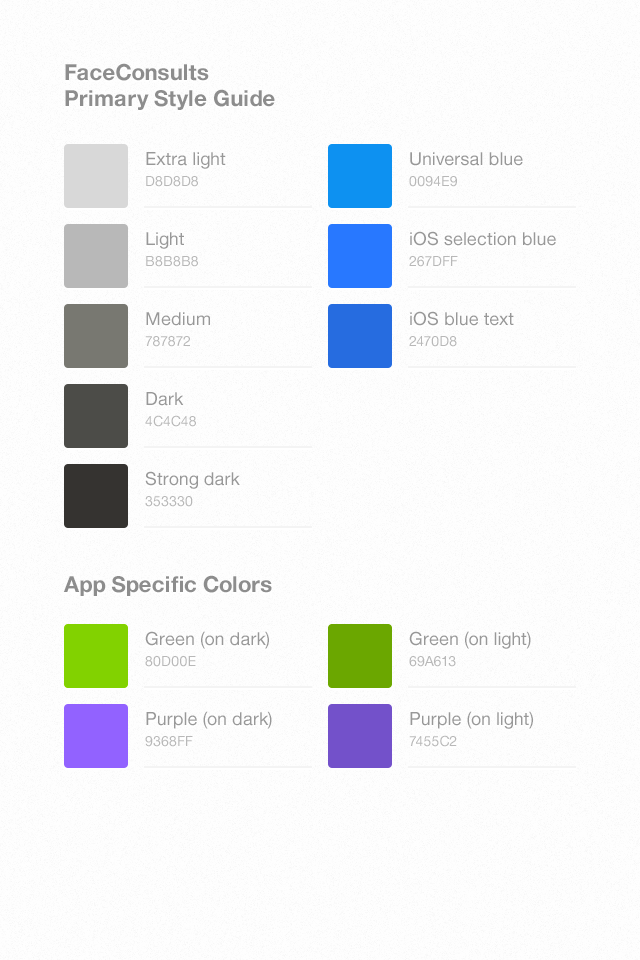 FaceConsults
Primary Style Guide
Extra light
D8D8D8
Universal blue
0094E9
Light
B8B8B8
iOS selection blue
267DFF
Medium
787872
iOS blue text
2470D8
Dark
4C4C48
Strong dark
353330
App Specific Colors
Green (on dark)
80D00E
Green (on light)
69A613
Purple (on dark)
9368FF
Purple (on light)
7455C2